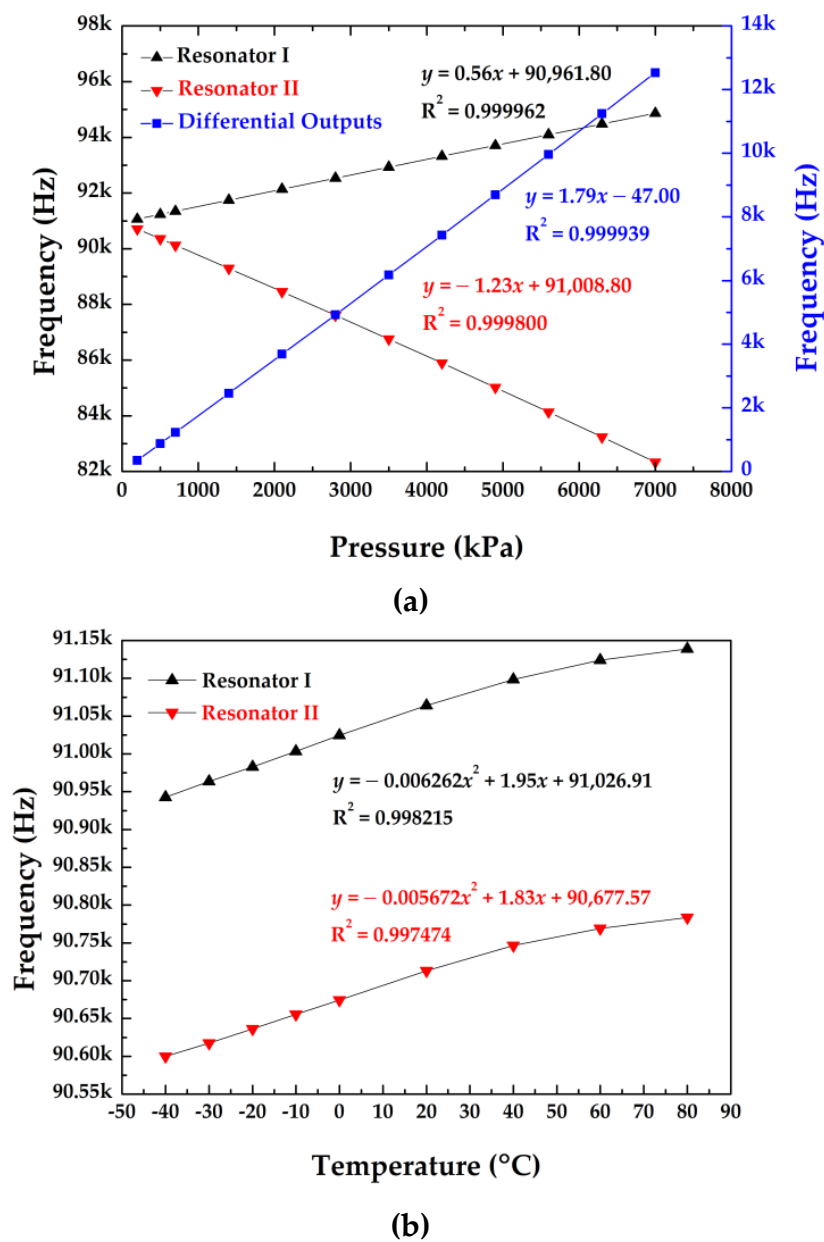 98k
96k
94k
92k
90k
88k
86k
84k
82k
Frequency (Hz)
Resonator I
Resonator II
Differential Outputs
y = 0.56x + 90,961.80
R² = 0.999962
y = 1.79x − 47.00
R² = 0.999939
y = − 1.23x + 91,008.80
R² = 0.999800
14k
12k
10k
8k
6k
4k
2k
0
Frequency (Hz)
0 1000 2000 3000 4000 5000 6000 7000 8000
Pressure (kPa)
(a)
91.15k
91.10k
91.05k
91.00k
90.95k
90.90k
90.85k
90.80k
90.75k
90.70k
90.65k
90.60k
90.55k
Frequency (Hz)
Resonator I
Resonator II
y = − 0.006262x² + 1.95x + 91,026.91
R² = 0.998215
y = − 0.005672x² + 1.83x + 90,677.57
R² = 0.997474
-50 -40 -30 -20 -10 0 10 20 30 40 50 60 70 80 90
Temperature (°C)
(b)